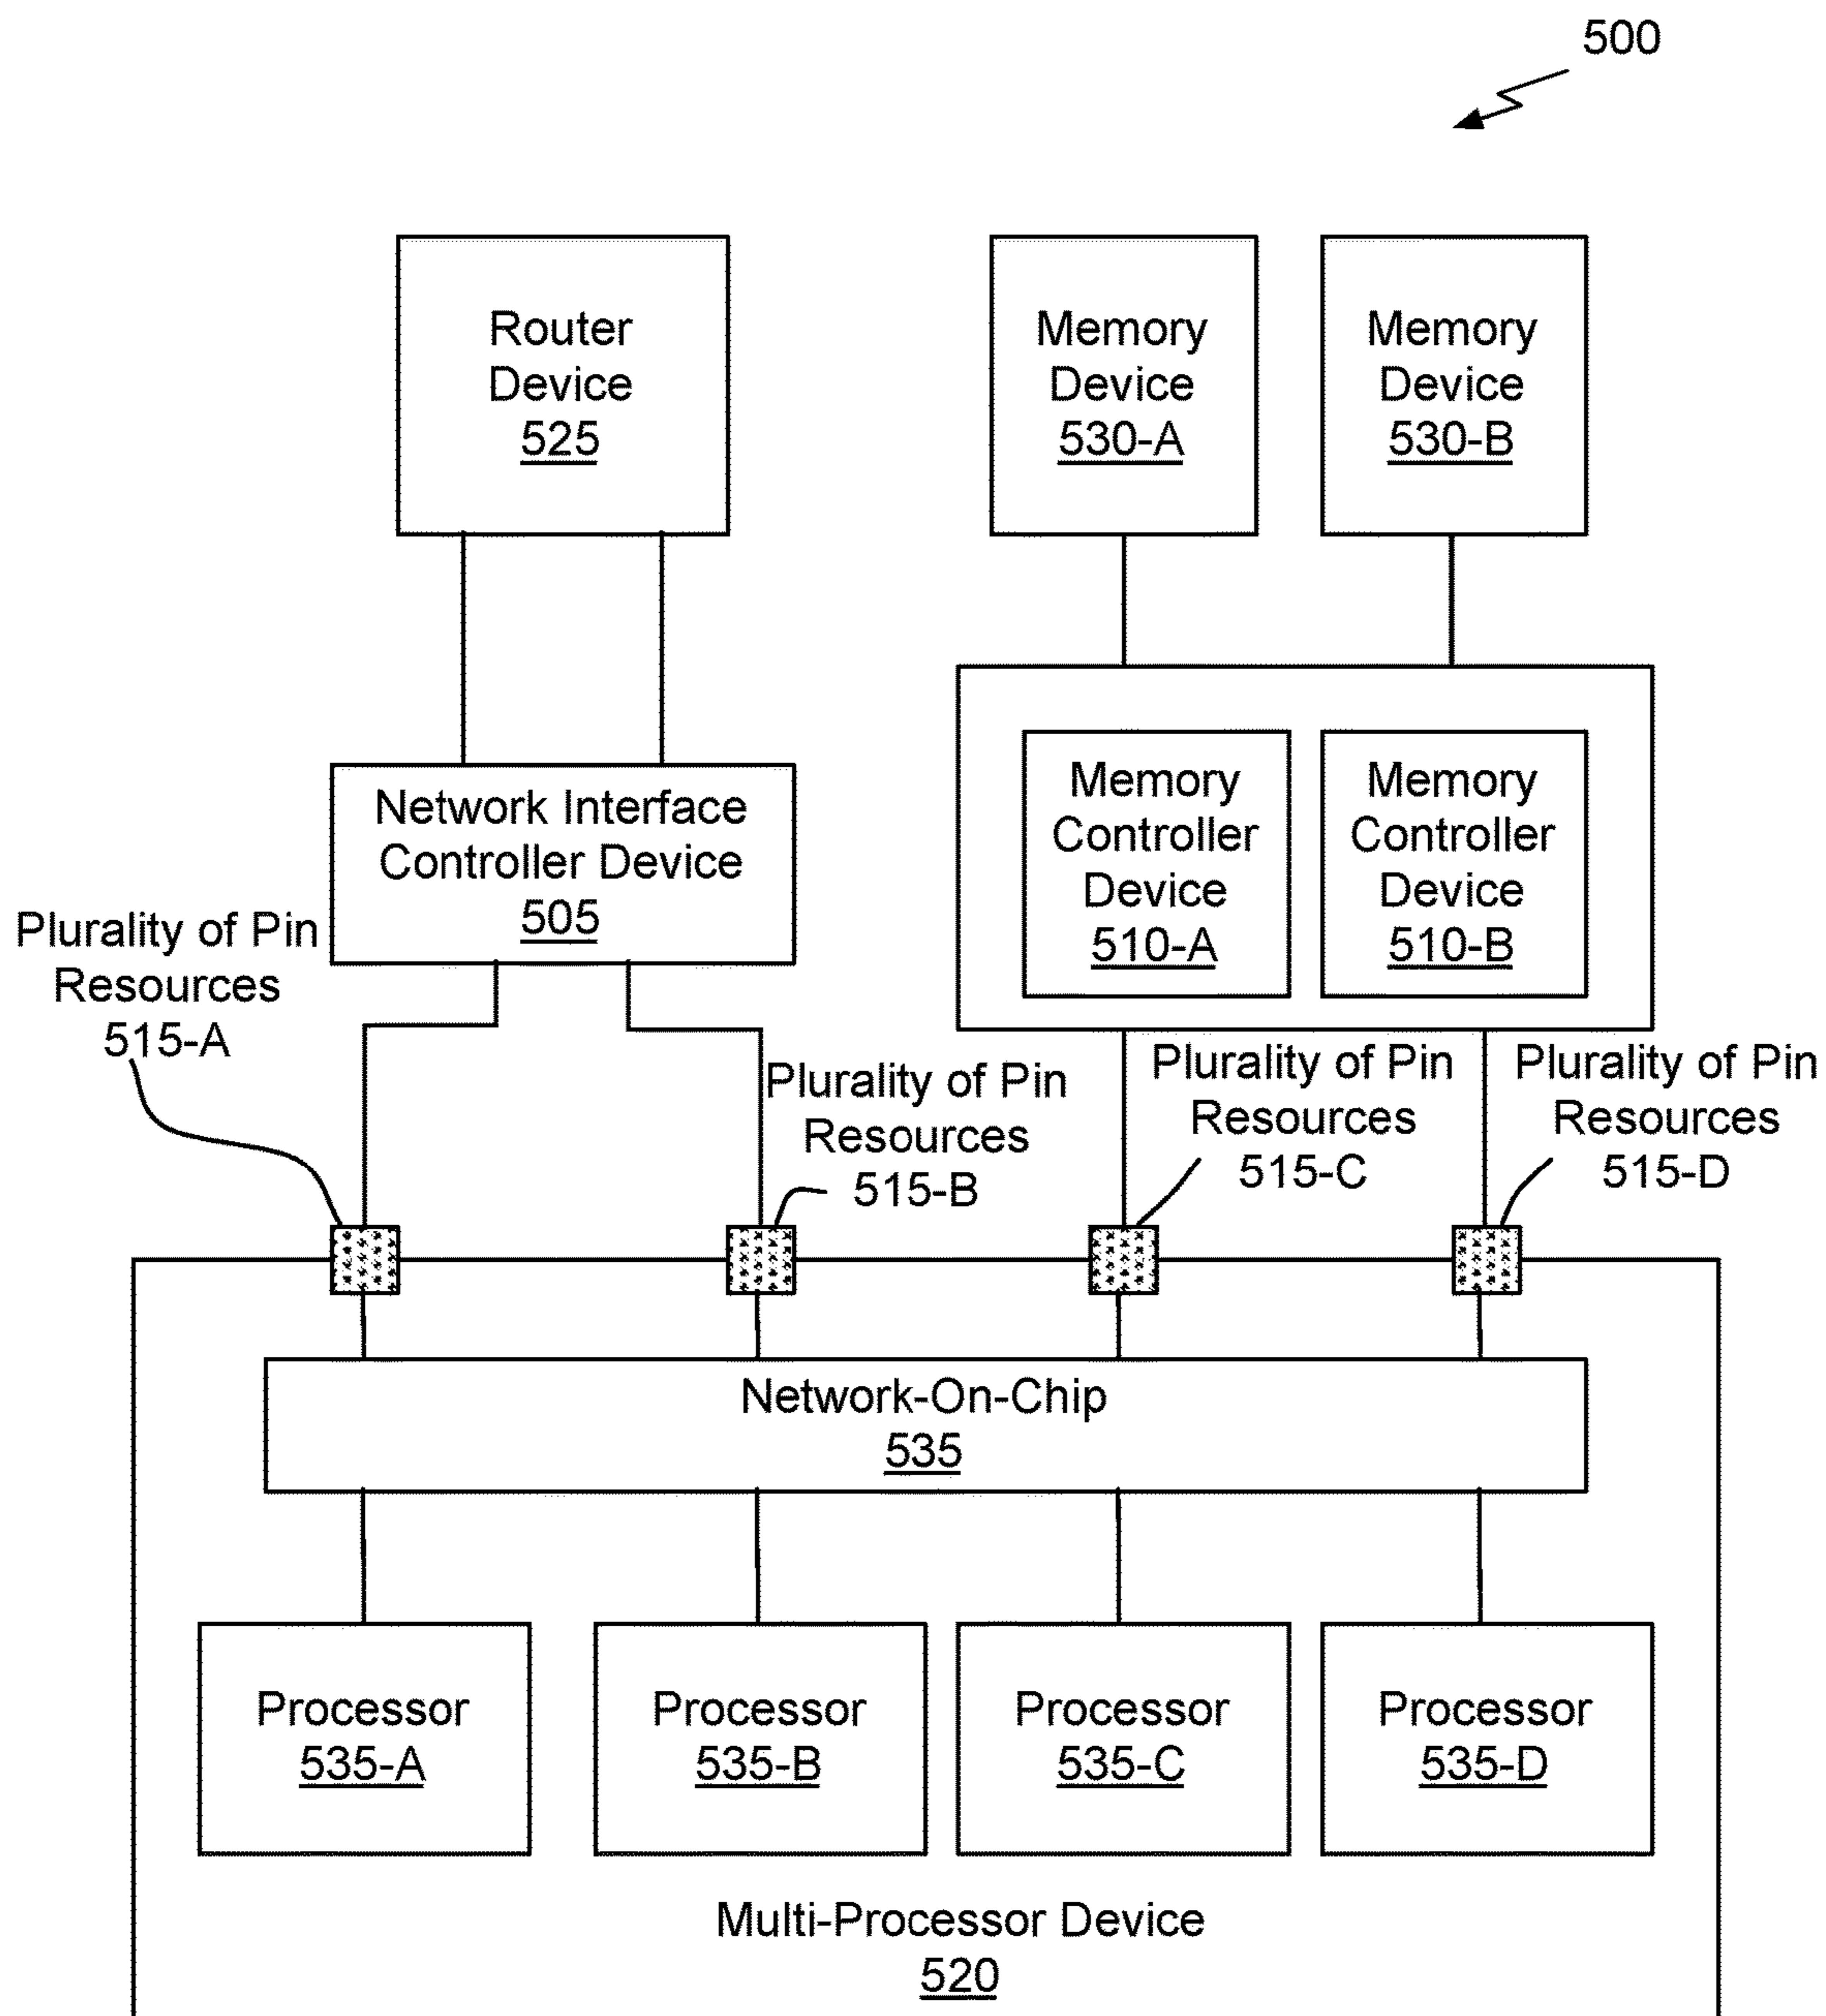 500
Router
Device
525
Memory
Device
530-A
Memory
Device
530-B
Network Interface
Controller Device
505
Memory
Controller
Device
510-A
Memory
Controller
Device
510-B
Plurality of Pin
Resources
515-A
Plurality of Pin
Resources
515-B
Plurality of Pin
Resources
515-C
Plurality of Pin
Resources
515-D
Network-On-Chip
535
Processor
535-A
Processor
535-B
Processor
535-C
Processor
535-D
Multi-Processor Device
520